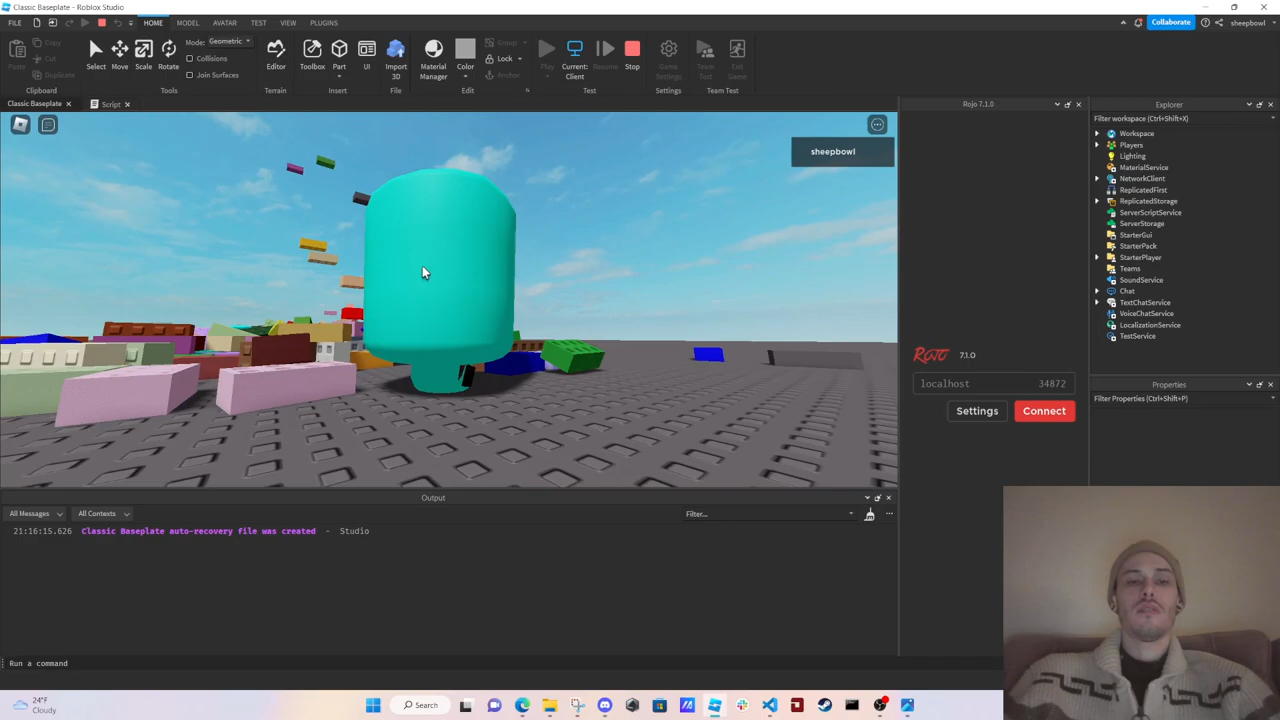 Classic Baseplate - Roblox Studio
FILE HOME MODEL AVATAR TEST VIEW PLUGINS Collaborate sheepbowl
Paste Copy Cut Duplicate
Clipboard
Select Move Scale Rotate
Mode: Geometric
Collisions
Join Surfaces
Tools
Editor
Terrain
Toolbox Part UI
Insert
Import 3D
File
Material Manager Color
Group
Lock
Anchor
Edit
Play Current: Client Resume Stop
Test
Game Settings
Settings
Team Test Exit Game
Team Test
Classic Baseplate Script
sheepbowl
Rojo 7.1.0
ROJO 7.1.0
localhost 34872
Settings Connect
Explorer
Filter workspace (Ctrl+Shift+X)
Workspace
Players
Lighting
MaterialService
NetworkClient
ReplicatedFirst
ReplicatedStorage
ServerScriptService
ServerStorage
StarterGui
StarterPack
StarterPlayer
Teams
SoundService
Chat
TextChatService
VoiceChatService
LocalizationService
TestService
Properties
Filter Properties (Ctrl+Shift+P)
Output
All Messages All Contexts Filter...
21:16:15.626 Classic Baseplate auto-recovery file was created - Studio
Run a command
24°F
Cloudy
Search